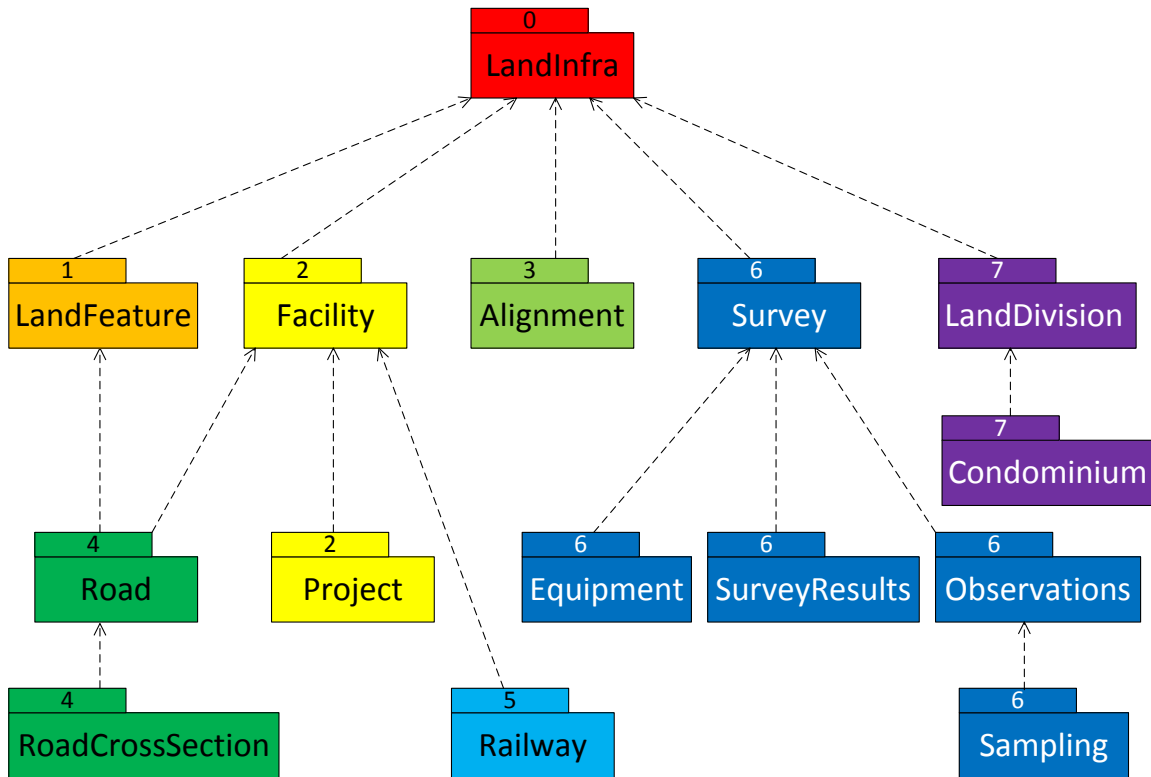 0
LandInfra
1
LandFeature
2
Facility
3
Alignment
6
Survey
7
LandDivision
7
Condominium
4
Road
2
Project
6
Equipment
6
SurveyResults
6
Observations
4
RoadCrossSection
5
Railway
6
Sampling